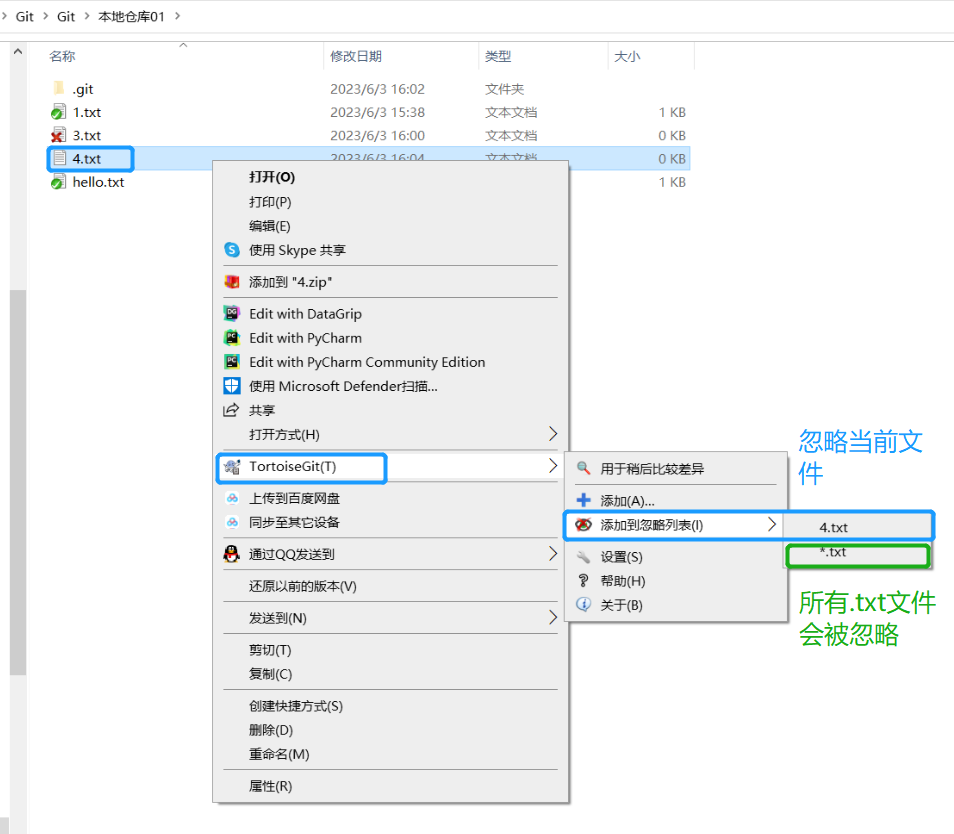 Git > Git > 本地仓库01 >
名称 修改日期 类型 大小
.git 2023/6/3 16:02 文件夹
1.txt 2023/6/3 15:38 文本文档 1 KB
3.txt 2023/6/3 16:00 文本文档 0 KB
4.txt 2023/6/3 16:04 文本文档 0 KB
hello.txt 1 KB
打开(O)
打印(P)
编辑(E)
使用 Skype 共享
添加到 "4.zip"
Edit with DataGrip
Edit with PyCharm
Edit with PyCharm Community Edition
使用 Microsoft Defender扫描...
共享
打开方式(H)
TortoiseGit(T)
上传到百度网盘
同步至其它设备
通过QQ发送到
还原以前的版本(V)
发送到(N)
剪切(T)
复制(C)
创建快捷方式(S)
删除(D)
重命名(M)
属性(R)
用于稍后比较差异
添加(A)...
添加到忽略列表(I)
设置(S)
帮助(H)
关于(B)
4.txt
*.txt
忽略当前文
件
所有.txt文件
会被忽略